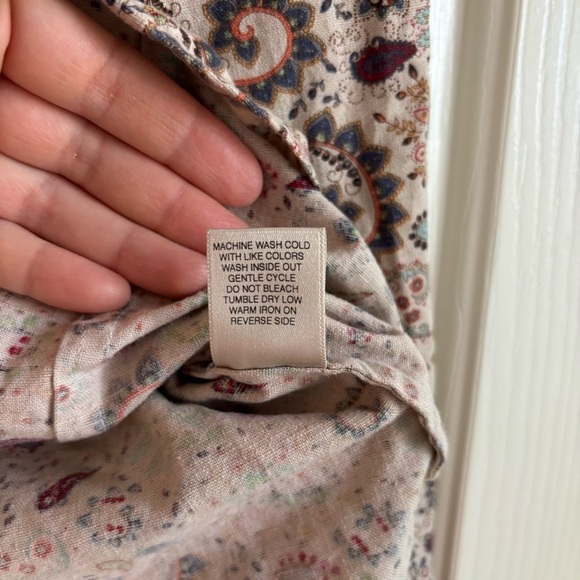 MACHINE WASH COLD
WITH LIKE COLORS
WASH INSIDE OUT
GENTLE CYCLE
DO NOT BLEACH
TUMBLE DRY LOW
WARM IRON ON
REVERSE SIDE